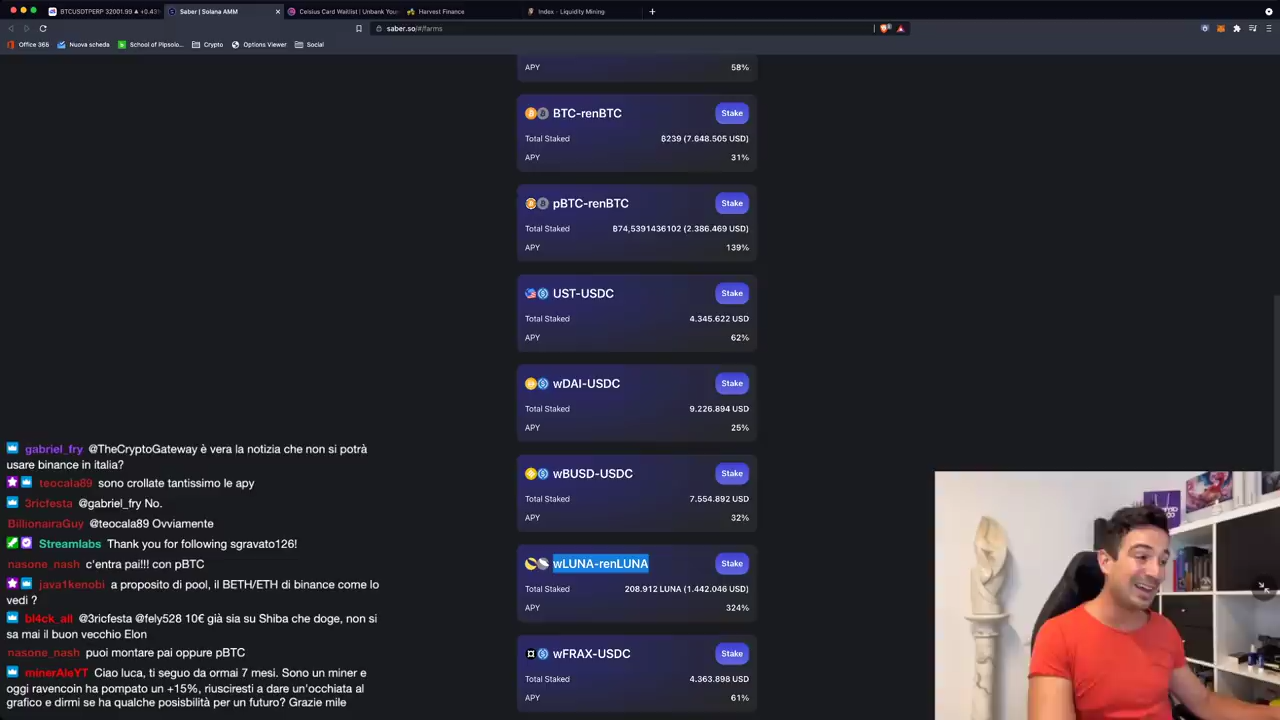 BTCUSDTPERP 32001.99 ▲ +0.43
Saber | Solana AMM
Celsius Card Waitlist | Unbank Your
Harvest Finance
Index - Liquidity Mining
saber.so/#/farms
Office 365
Nuova scheda
School of Pipsolo...
Crypto
Options Viewer
Social
APY 58%
BTC-renBTC Stake
Total Staked ₿239 (7.648.505 USD)
APY 31%
pBTC-renBTC Stake
Total Staked ₿74,5391436102 (2.386.469 USD)
APY 139%
UST-USDC Stake
Total Staked 4.345.622 USD
APY 62%
wDAI-USDC Stake
Total Staked 9.226.894 USD
APY 25%
wBUSD-USDC Stake
Total Staked 7.554.892 USD
APY 32%
wLUNA-renLUNA Stake
Total Staked 208.912 LUNA (1.442.046 USD)
APY 324%
wFRAX-USDC Stake
Total Staked 4.363.898 USD
APY 61%
gabriel_fry @TheCryptoGateway è vera la notizia che non si potrà
usare binance in italia?
teocala89 sono crollate tantissimo le apy
3ricfesta @gabriel_fry No.
BillionairaGuy @teocala89 Ovviamente
Streamlabs Thank you for following sgravato126!
nasone_nash c'entra pai!!! con pBTC
java1kenobi a proposito di pool, il BETH/ETH di binance come lo
vedi ?
bl4ck_all @3ricfesta @fely528 10€ già sia su Shiba che doge, non si
sa mai il buon vecchio Elon
nasone_nash puoi montare pai oppure pBTC
minerAleYT Ciao luca, ti seguo da ormai 7 mesi. Sono un miner e
oggi ravencoin ha pompato un +15%, riusciresti a dare un'occhiata al
grafico e dirmi se ha qualche posisbilità per un futuro? Grazie mile